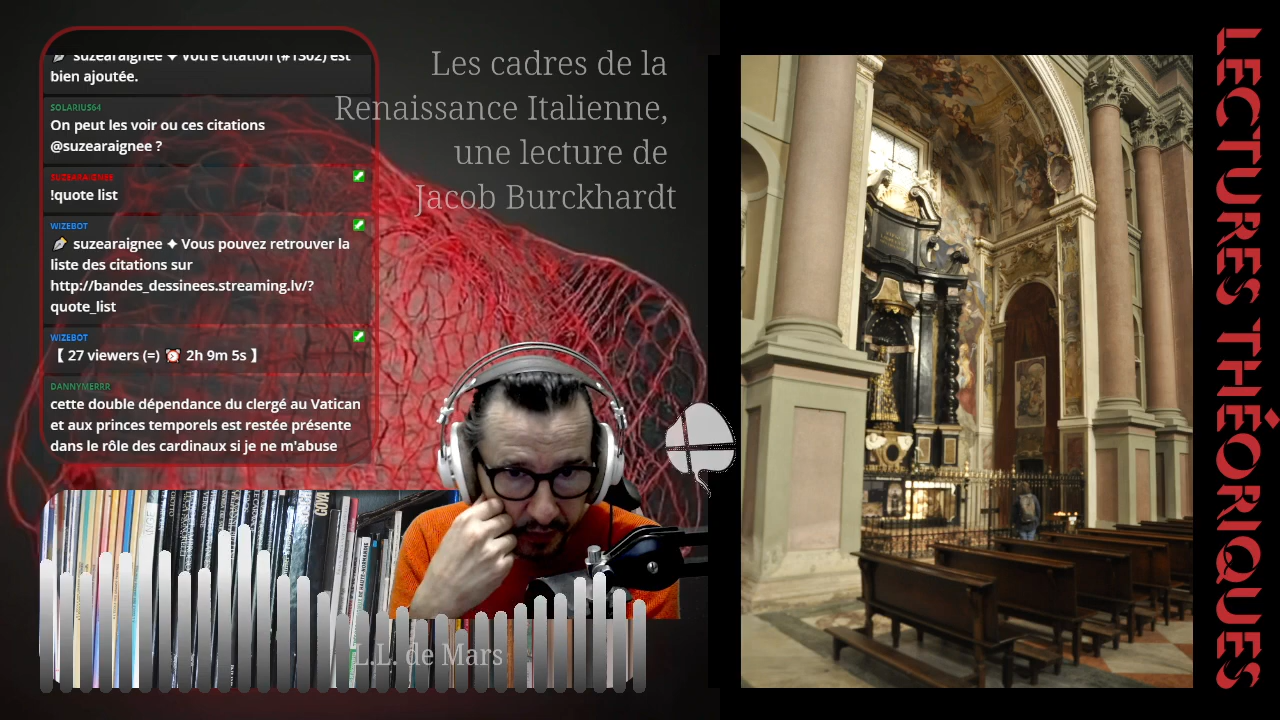 suzearaignee ✦ Votre citation (#1302) est
bien ajoutée.
SOLARIUS64
On peut les voir ou ces citations
@suzearaignee ?
SUZEARAIGNEE
!quote list
WIZEBOT
suzearaignee ✦ Vous pouvez retrouver la
liste des citations sur
http://bandes_dessinees.streaming.lv/?
quote_list
WIZEBOT
【 27 viewers (=) ⏰ 2h 9m 5s 】
DANNYMERRR
cette double dépendance du clergé au Vatican
et aux princes temporels est restée présente
dans le rôle des cardinaux si je ne m'abuse
Les cadres de la
Renaissance Italienne,
une lecture de
Jacob Burckhardt
GOYA
L.L. de Mars
LECTURES THÉORIQUES